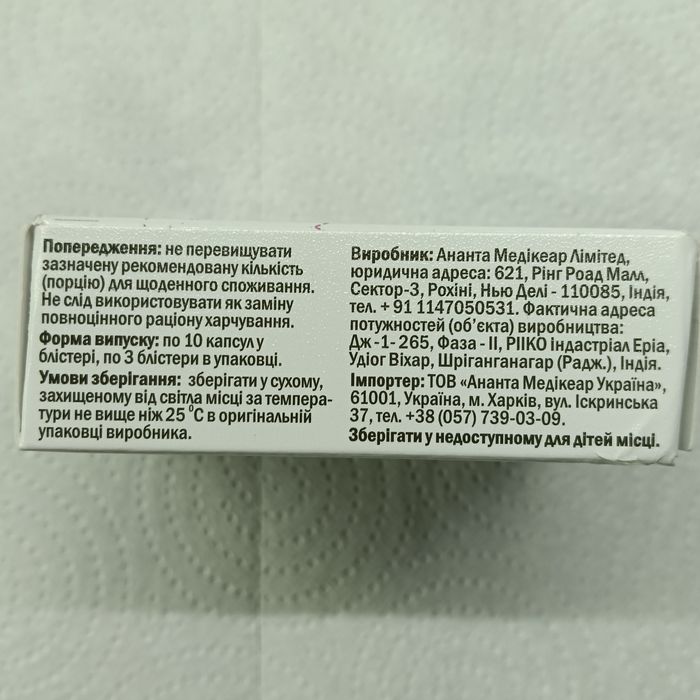 Попередження: не перевищувати
зазначену рекомендовану кількість
(порцію) для щоденного споживання.
Не слід використовувати як заміну
повноцінного раціону харчування.
Форма випуску: по 10 капсул у
блістері, по 3 блістери в упаковці.
Умови зберігання: зберігати у сухому,
захищеному від світла місці за темпера-
тури не вище ніж 25 °С в оригінальній
упаковці виробника.
Виробник: Ананта Медікеар Лімітед,
юридична адреса: 621, Рінг Роад Малл,
Сектор-3, Рохіні, Нью Делі - 110085, Індія,
тел. + 91 1147050531. Фактична адреса
потужностей (об’єкта) виробництва:
Дж -1- 265, Фаза - II, РІІКО індастріал Еріа,
Удіог Віхар, Шріганганагар (Радж.), Індія.
Імпортер: ТОВ «Ананта Медікеар Україна»,
61001, Україна, м. Харків, вул. Іскринська
37, тел. +38 (057) 739-03-09.
Зберігати у недоступному для дітей місці.